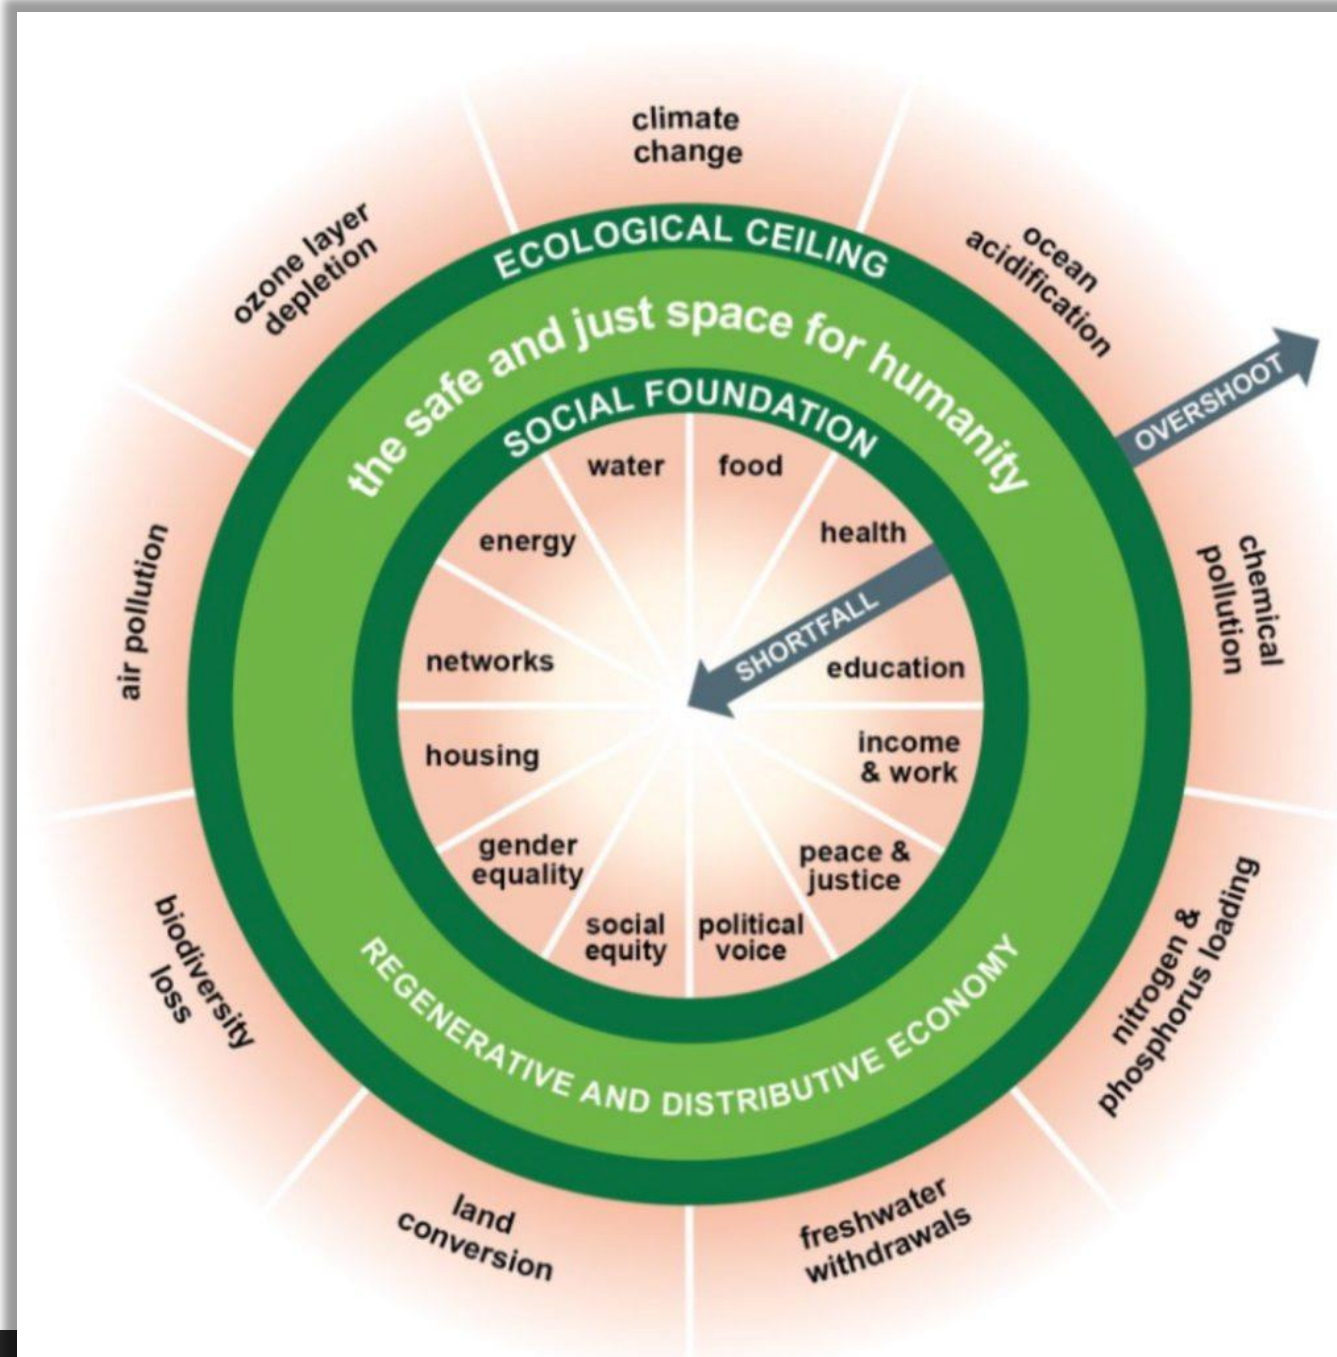 climate
change
ocean
acidification
OVERSHOOT
chemical
pollution
nitrogen &
phosphorus loading
freshwater
withdrawals
land
conversion
biodiversity
loss
air pollution
ozone layer
depletion
ECOLOGICAL CEILING
the safe and just space for humanity
SOCIAL FOUNDATION
water
food
health
SHORTFALL
education
income
& work
peace &
justice
political
voice
social
equity
gender
equality
housing
networks
energy
REGENERATIVE AND DISTRIBUTIVE ECONOMY